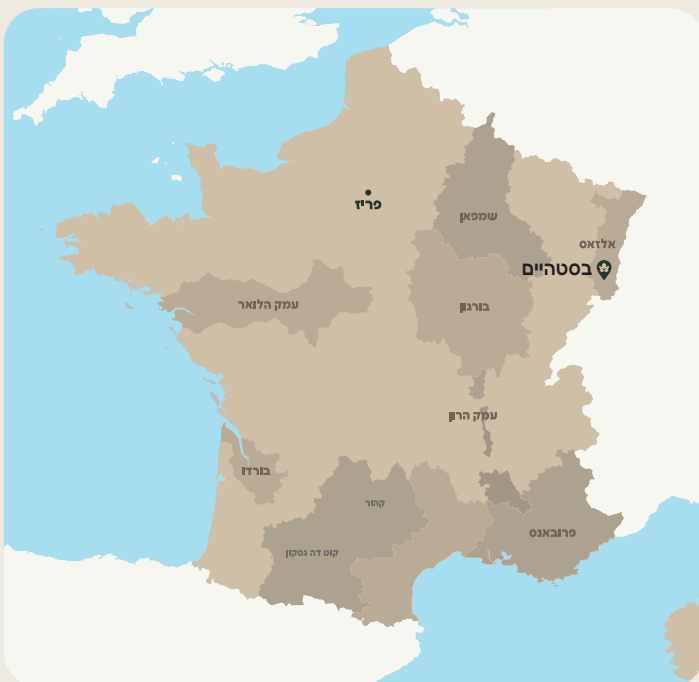 פריז
שמפאן
אלזאס
בסטהיים
עמק הלואר
בורגון
עמק הרון
בורדו
קהור
פרובאנס
קוט דה גסקון